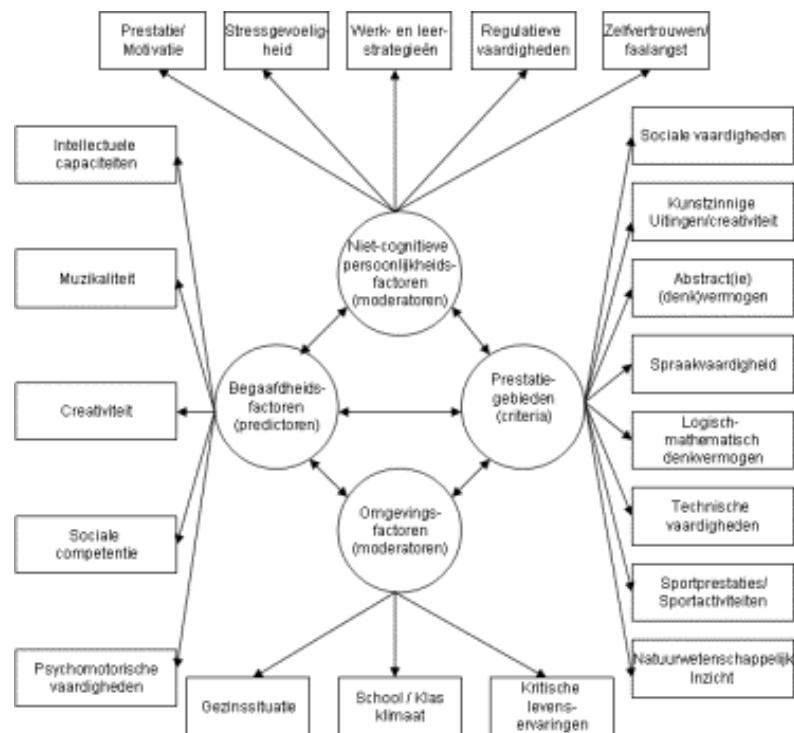 Prestatie/
Motivatie
Stressgevoelig-
heid
Werk- en leer-
strategieën
Regulatieve
vaardigheden
Zelfvertrouwen/
faalangst
Intellectuele
capaciteiten
Muzikaliteit
Creativiteit
Sociale
competentie
Psychomotorische
vaardigheden
Niet-cognitieve
persoonlijkheids-
factoren
(moderatoren)
Begaafdheids-
factoren
(predictoren)
Prestatie-
gebieden
(criteria)
Omgevings-
factoren
(moderatoren)
Sociale vaardigheden
Kunstzinnige
Uitingen/creativiteit
Abstract(ie)
(denk)vermogen
Spraakvaardigheid
Logisch-
mathematisch
denkvermogen
Technische
vaardigheden
Sportprestaties/
Sportactiviteiten
Natuurwetenschappelijk
Inzicht
Gezinssituatie
School / Klas
klimaat
Kritische
levens-
ervaringen